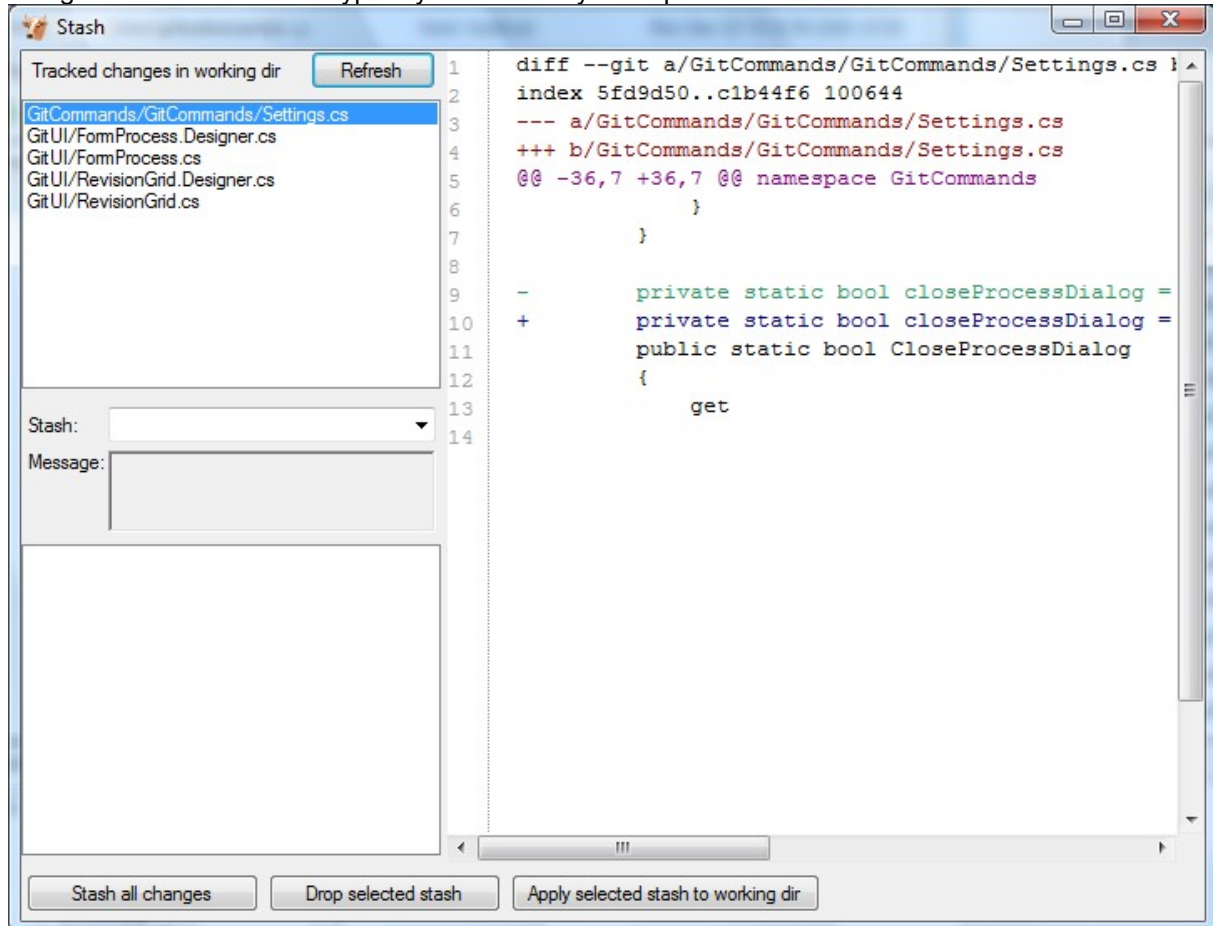 Stash
Tracked changes in working dir Refresh
GitCommands/GitCommands/Settings.cs
GitUI/FormProcess.Designer.cs
GitUI/FormProcess.cs
GitUI/RevisionGrid.Designer.cs
GitUI/RevisionGrid.cs
Stash:
Message:
1 diff --git a/GitCommands/GitCommands/Settings.cs
2 index 5fd9d50..c1b44f6 100644
3 --- a/GitCommands/GitCommands/Settings.cs
4 +++ b/GitCommands/GitCommands/Settings.cs
5 @@ -36,7 +36,7 @@ namespace GitCommands
6 }
7 }
8
9 - private static bool closeProcessDialog =
10 + private static bool closeProcessDialog =
11 public static bool CloseProcessDialog
12 {
13 get
14
Stash all changes Drop selected stash Apply selected stash to working dir